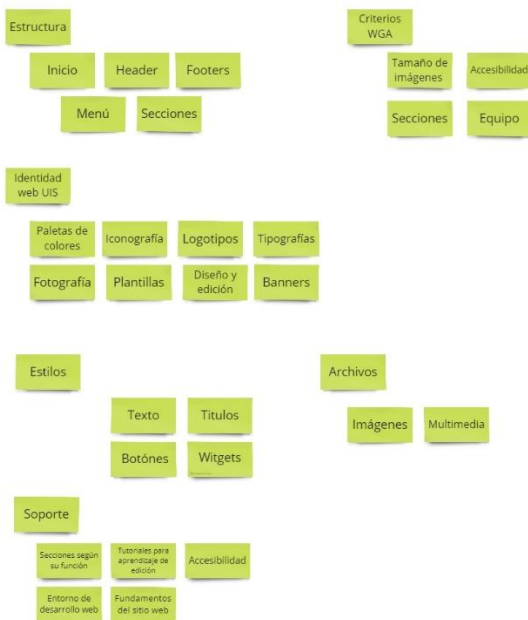 Estructura
Inicio
Header
Footers
Menú
Secciones
Criterios
WGA
Tamaño de
imágenes
Accesibilidad
Secciones
Equipo
Identidad
web UIS
Paletas de
colores
Iconografía
Logotipos
Tipografías
Fotografía
Plantillas
Diseño y
edición
Banners
Estilos
Texto
Titulos
Botónes
Witgets
Archivos
Imágenes
Multimedia
Soporte
Secciones según
su función
Tutoriales para
aprendizaje de
edición
Accesibilidad
Entorno de
desarrollo web
Fundamentos
del sitio web